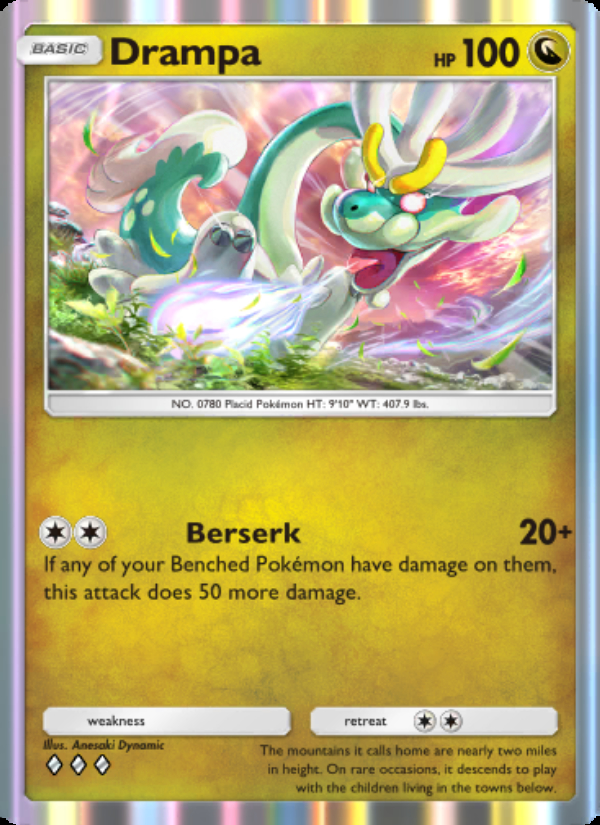 BASIC Drampa HP 100
NO. 0780 Placid Pokémon HT: 9'10" WT: 407.9 lbs.
Berserk 20+
If any of your Benched Pokémon have damage on them,
this attack does 50 more damage.
weakness retreat
Illus. Anesaki Dynamic
The mountains it calls home are nearly two miles
in height. On rare occasions, it descends to play
with the children living in the towns below.